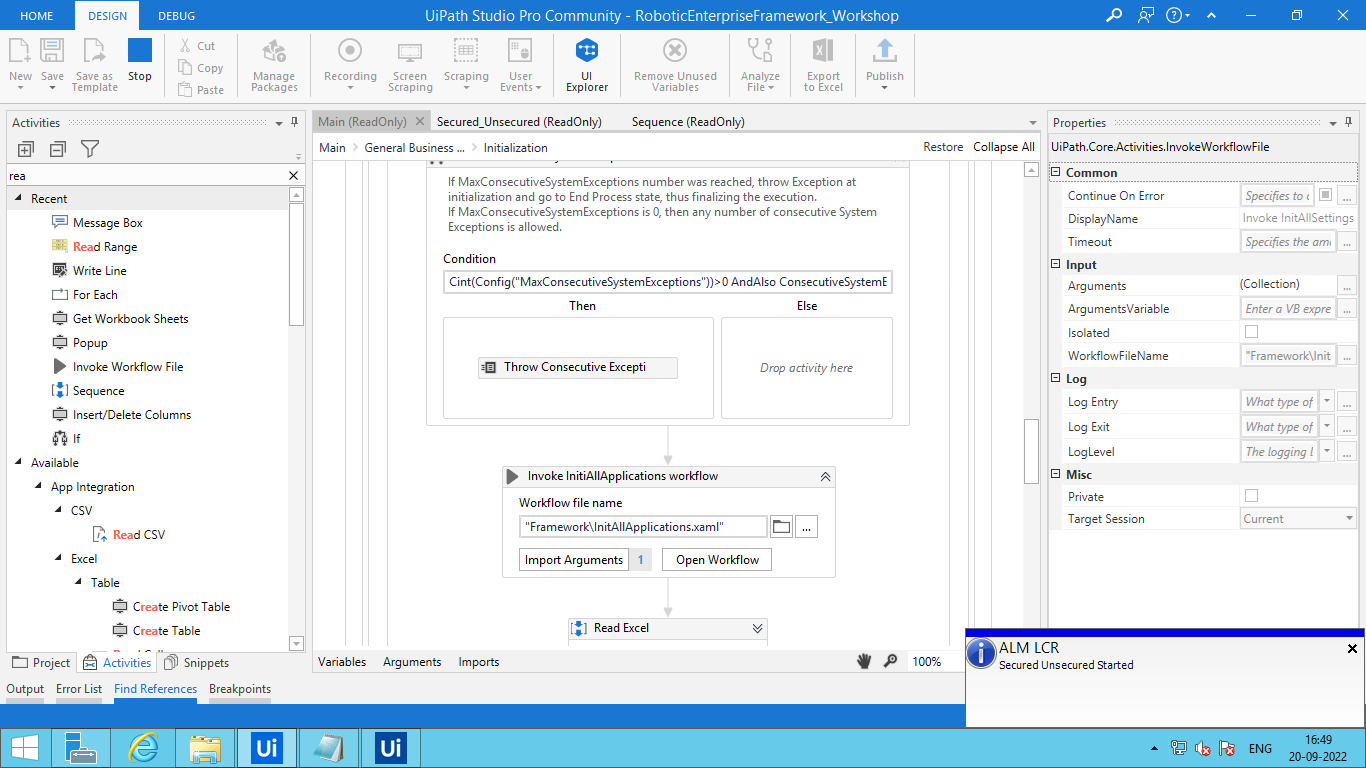 HOME DESIGN DEBUG UiPath Studio Pro Community - RoboticEnterpriseFramework_Workshop
New Save Save as Template Stop Cut Copy Paste Manage Packages Recording Screen Scraping Scraping User Events UI Explorer Remove Unused Variables Analyze File Export to Excel Publish
Activities
rea
Recent
Message Box
Read Range
Write Line
For Each
Get Workbook Sheets
Popup
Invoke Workflow File
Sequence
Insert/Delete Columns
If
Available
App Integration
CSV
Read CSV
Excel
Table
Create Pivot Table
Create Table
Project Activities Snippets
Main (ReadOnly) Secured_Unsecured (ReadOnly) Sequence (ReadOnly)
Main > General Business ... > Initialization Restore Collapse All
If MaxConsecutiveSystemExceptions number was reached, throw Exception at
initialization and go to End Process state, thus finalizing the execution.
If MaxConsecutiveSystemExceptions is 0, then any number of consecutive System
Exceptions is allowed.
Condition
Cint(Config("MaxConsecutiveSystemExceptions"))>0 AndAlso ConsecutiveSystemE
Then Else
Throw Consecutive Excepti Drop activity here
Invoke InitiAllApplications workflow
Workflow file name
"Framework\InitAllApplications.xaml" ...
Import Arguments 1 Open Workflow
Read Excel
Variables Arguments Imports 100%
Properties
UiPath.Core.Activities.InvokeWorkflowFile
Common
Continue On Error Specifies to c ...
DisplayName Invoke InitAllSettings
Timeout Specifies the amo ...
Input
Arguments (Collection) ...
ArgumentsVariable Enter a VB expre ...
Isolated
WorkflowFileName "Framework\Init ...
Log
Log Entry What type of ...
Log Exit What type of ...
LogLevel The logging l ...
Misc
Private
Target Session Current
ALM LCR
Secured Unsecured Started
Output Error List Find References Breakpoints
Ui Ui ENG 16:49
20-09-2022